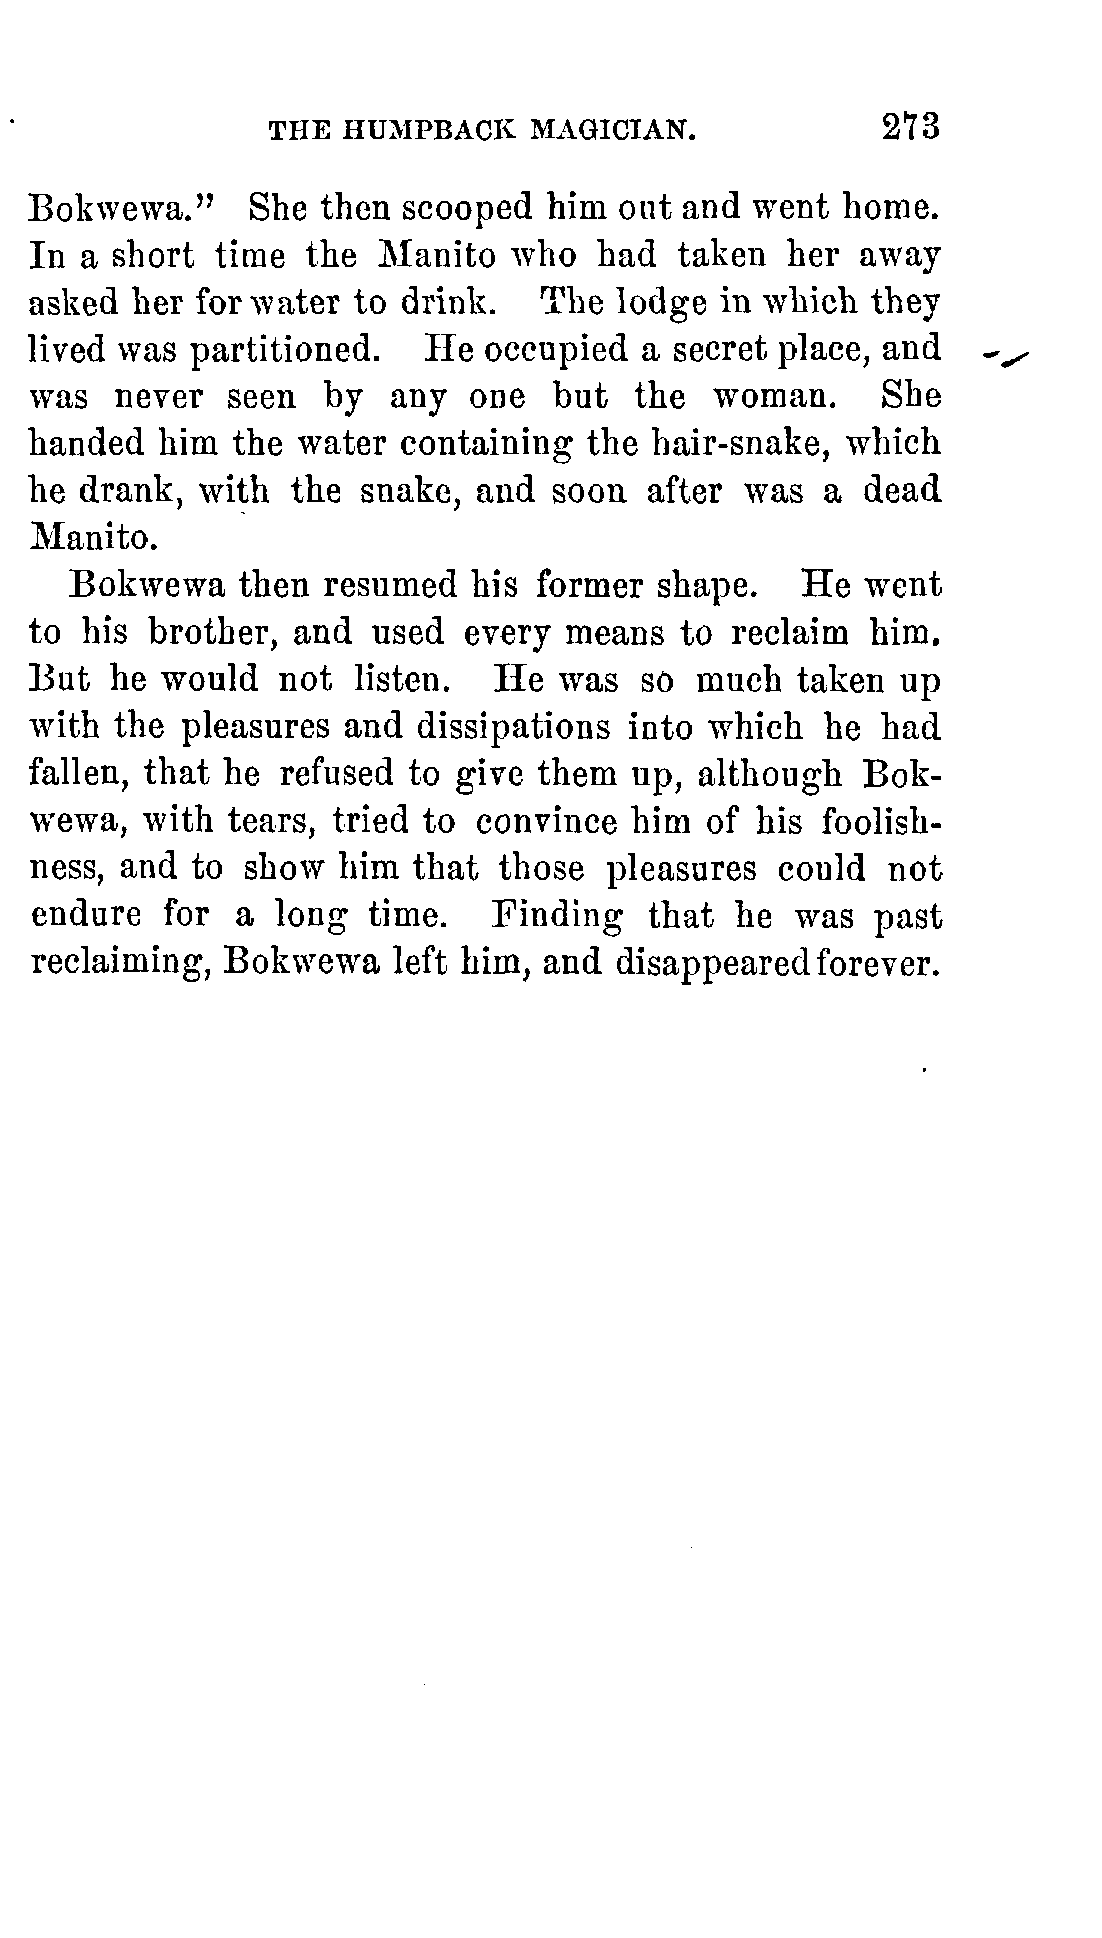 THE HUMPBACK MAGICIAN. 273
Bokwewa.” She then scooped him out and went home.
In a short time the Manito who had taken her away
asked her for water to drink. The lodge in which they
lived was partitioned. He occupied a secret place, and
was never seen by any one but the woman. She
handed him the water containing the hair-snake, which
he drank, with the snake, and soon after was a dead
Manito.
Bokwewa then resumed his former shape. He went
to his brother, and used every means to reclaim him.
But he would not listen. He was so much taken up
with the pleasures and dissipations into which he had
fallen, that he refused to give them up, although Bok-
wewa, with tears, tried to convince him of his foolish-
ness, and to show him that those pleasures could not
endure for a long time. Finding that he was past
reclaiming, Bokwewa left him, and disappeared forever.